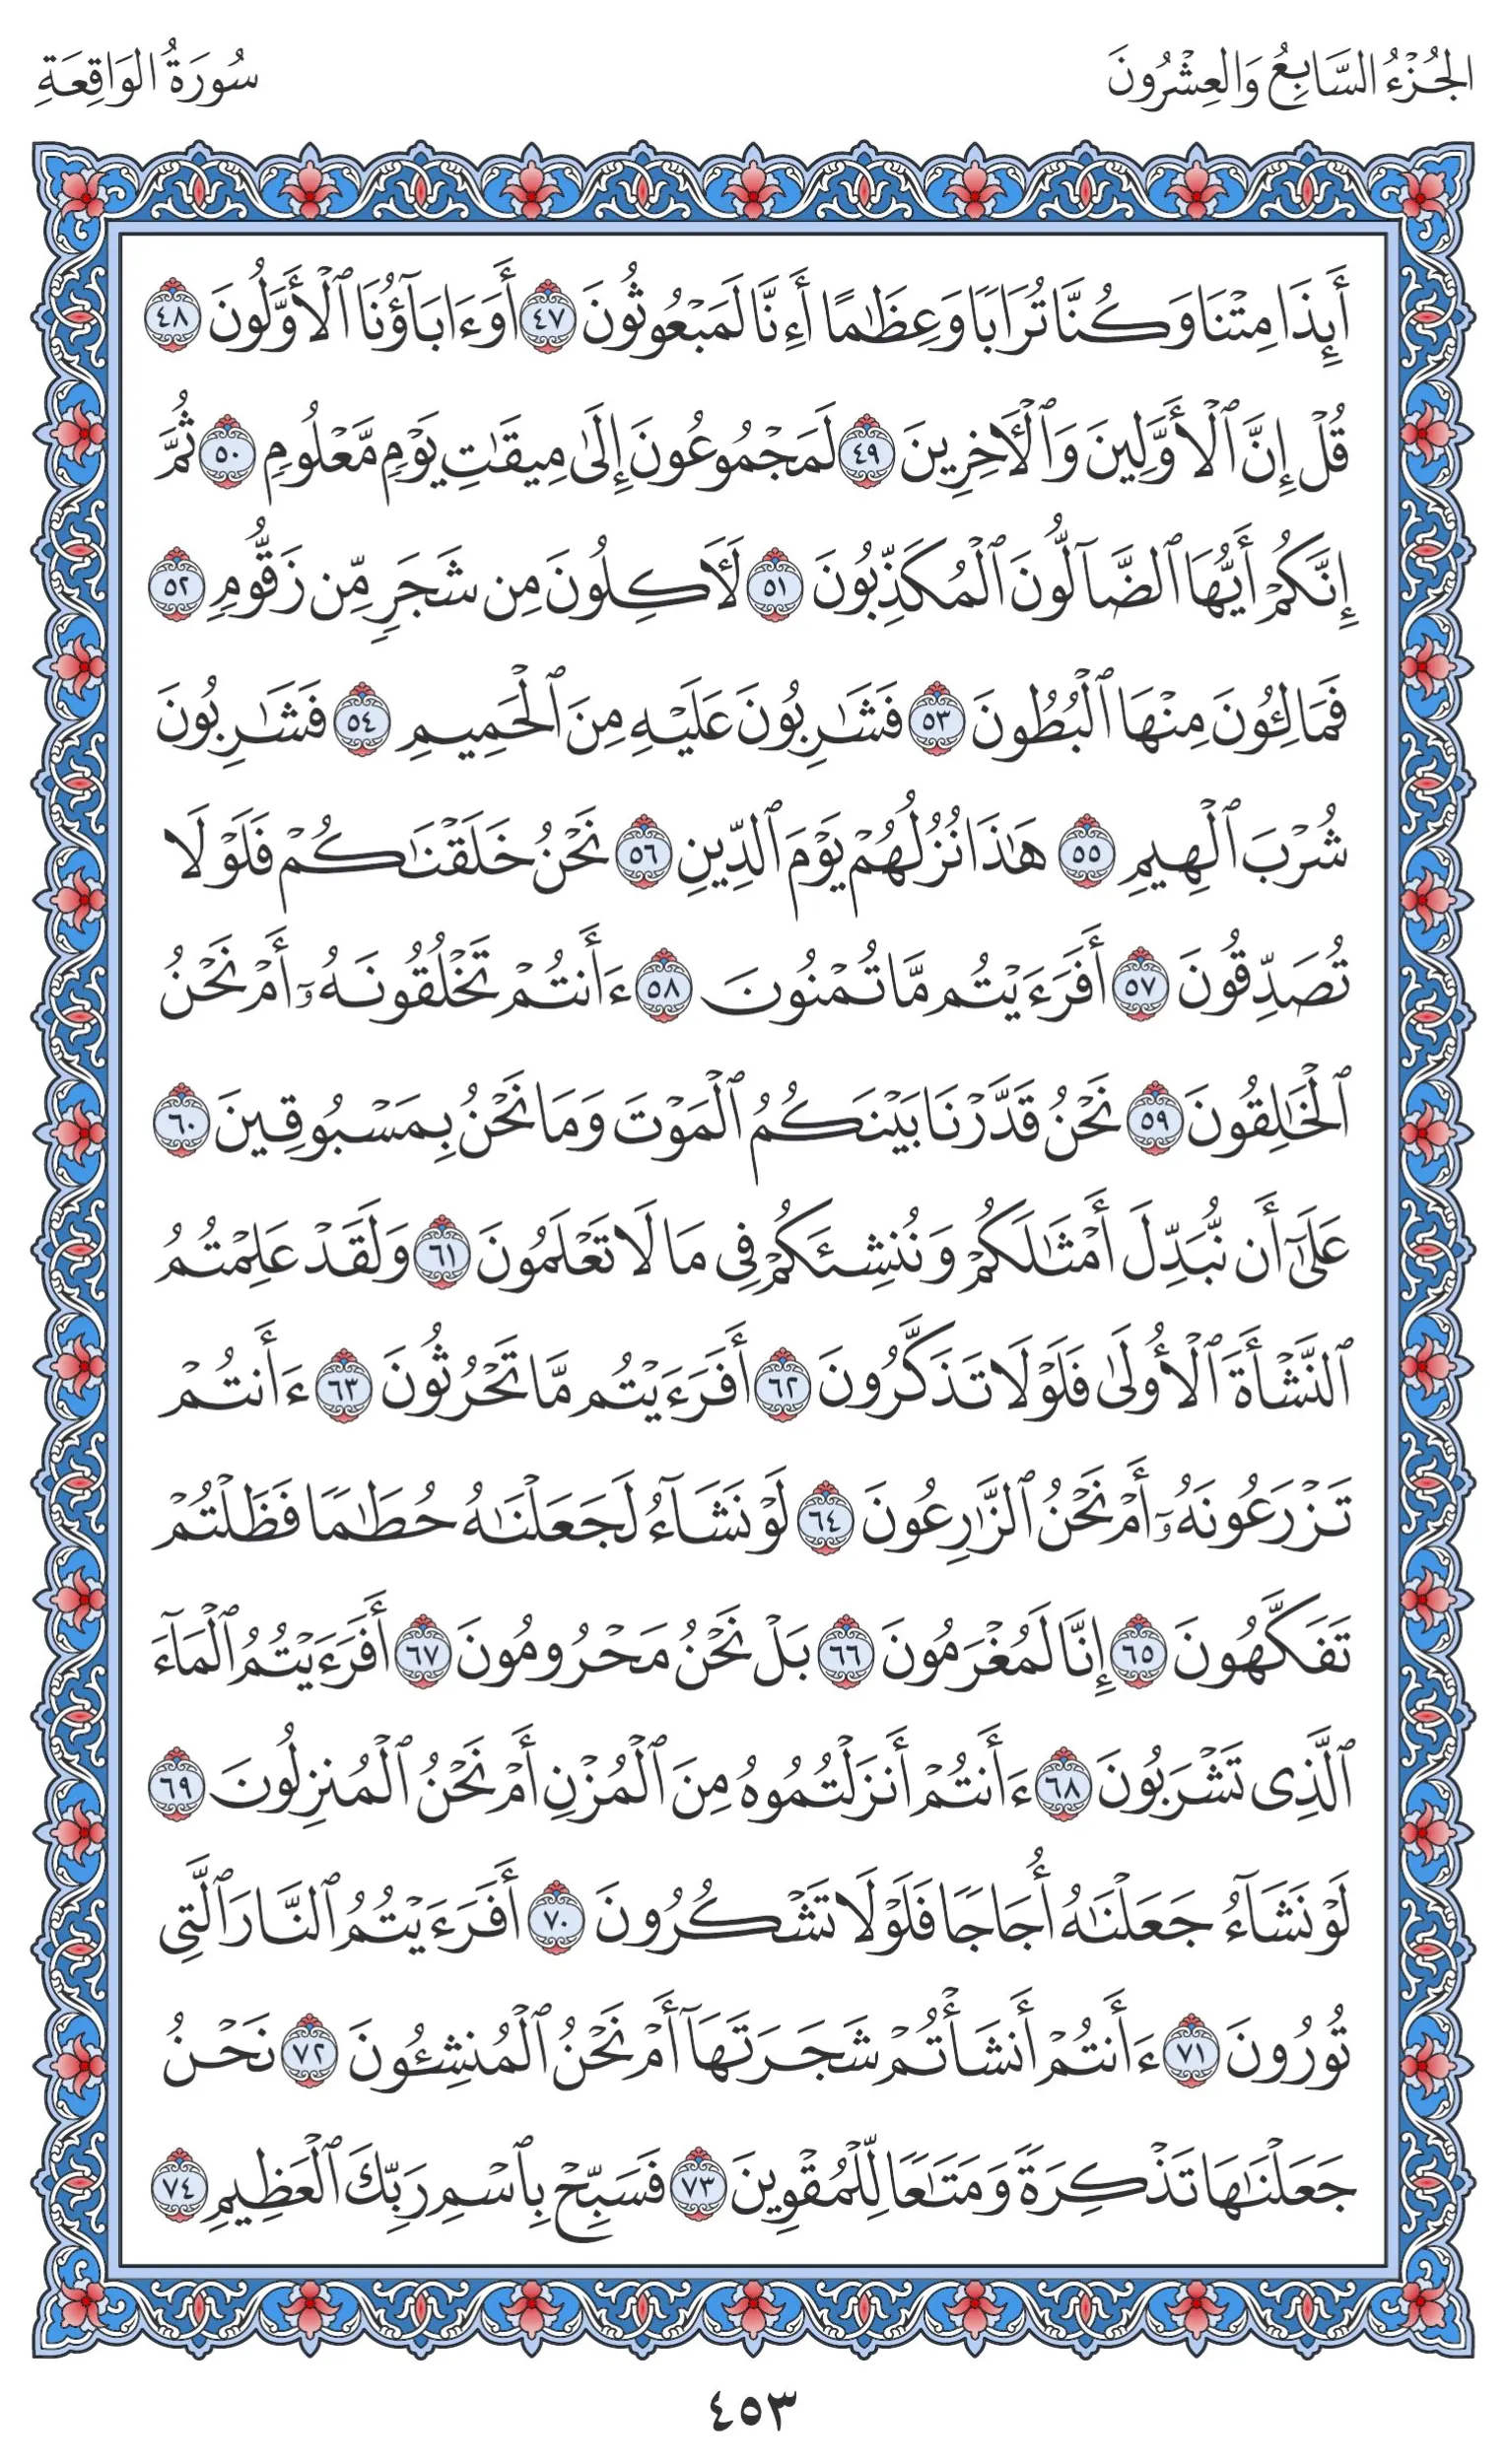 الجُزْءُ السَّابِعُ وَالعِشْرُونَ
سُورَةُ الوَاقِعَةِ
أَئِذَا مِتْنَا وَكُنَّا تُرَابًا وَعِظَٰمًا أَءِنَّا لَمَبْعُوثُونَ ٤٧ أَوَءَابَآؤُنَا ٱلْأَوَّلُونَ ٤٨
قُلْ إِنَّ ٱلْأَوَّلِينَ وَٱلْأٓخِرِينَ ٤٩ لَمَجْمُوعُونَ إِلَىٰ مِيقَٰتِ يَوْمٍ مَّعْلُومٍ ٥٠ ثُمَّ
إِنَّكُمْ أَيُّهَا ٱلضَّآلُّونَ ٱلْمُكَذِّبُونَ ٥١ لَأٓكِلُونَ مِن شَجَرٍ مِّن زَقُّومٍ ٥٢
فَمَالِـُٔونَ مِنْهَا ٱلْبُطُونَ ٥٣ فَشَٰرِبُونَ عَلَيْهِ مِنَ ٱلْحَمِيمِ ٥٤ فَشَٰرِبُونَ
شُرْبَ ٱلْهِيمِ ٥٥ هَٰذَا نُزُلُهُمْ يَوْمَ ٱلدِّينِ ٥٦ نَحْنُ خَلَقْنَٰكُمْ فَلَوْلَا
تُصَدِّقُونَ ٥٧ أَفَرَءَيْتُم مَّا تُمْنُونَ ٥٨ ءَأَنتُمْ تَخْلُقُونَهُۥٓ أَمْ نَحْنُ
ٱلْخَٰلِقُونَ ٥٩ نَحْنُ قَدَّرْنَا بَيْنَكُمُ ٱلْمَوْتَ وَمَا نَحْنُ بِمَسْبُوقِينَ ٦٠
عَلَىٰٓ أَن نُّبَدِّلَ أَمْثَٰلَكُمْ وَنُنشِئَكُمْ فِى مَا لَا تَعْلَمُونَ ٦١ وَلَقَدْ عَلِمْتُمُ
ٱلنَّشْأَةَ ٱلْأُولَىٰ فَلَوْلَا تَذَكَّرُونَ ٦٢ أَفَرَءَيْتُم مَّا تَحْرُثُونَ ٦٣ ءَأَنتُمْ
تَزْرَعُونَهُۥٓ أَمْ نَحْنُ ٱلزَّٰرِعُونَ ٦٤ لَوْ نَشَآءُ لَجَعَلْنَٰهُ حُطَٰمًا فَظَلْتُمْ
تَفَكَّهُونَ ٦٥ إِنَّا لَمُغْرَمُونَ ٦٦ بَلْ نَحْنُ مَحْرُومُونَ ٦٧ أَفَرَءَيْتُمُ ٱلْمَآءَ
ٱلَّذِى تَشْرَبُونَ ٦٨ ءَأَنتُمْ أَنزَلْتُمُوهُ مِنَ ٱلْمُزْنِ أَمْ نَحْنُ ٱلْمُنزِلُونَ ٦٩
لَوْ نَشَآءُ جَعَلْنَٰهُ أُجَاجًا فَلَوْلَا تَشْكُرُونَ ٧٠ أَفَرَءَيْتُمُ ٱلنَّارَ ٱلَّتِى
تُورُونَ ٧١ ءَأَنتُمْ أَنشَأْتُمْ شَجَرَتَهَآ أَمْ نَحْنُ ٱلْمُنشِـُٔونَ ٧٢ نَحْنُ
جَعَلْنَٰهَا تَذْكِرَةً وَمَتَٰعًا لِّلْمُقْوِينَ ٧٣ فَسَبِّحْ بِٱسْمِ رَبِّكَ ٱلْعَظِيمِ ٧٤
٤٥٣